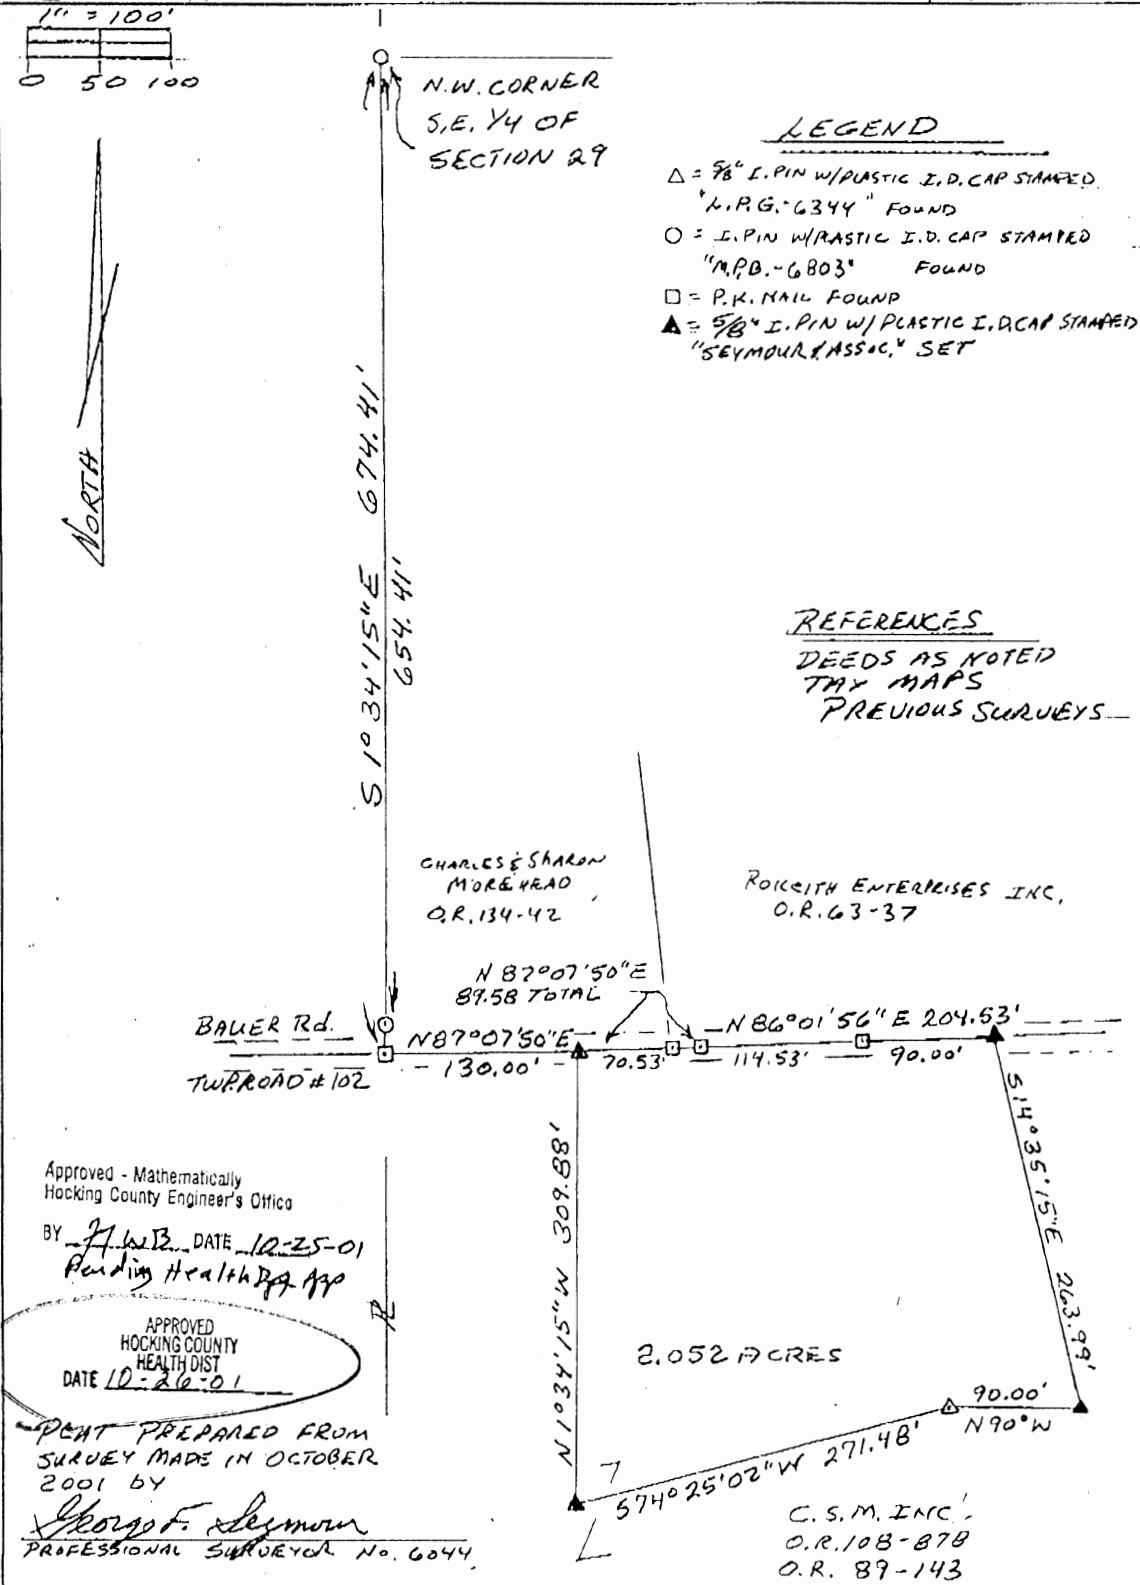 1" = 100'
0 50 100
N.W. CORNER
S.E. 1/4 OF
SECTION 29
LEGEND
△ = 5/8" I. PIN W/PLASTIC I.D. CAP STAMPED
"L.P.G.-6344" FOUND
○ = I. PIN W/PLASTIC I.D. CAP STAMPED
"M.P.B.-6803" FOUND
□ = P.K. NAIL FOUND
▲ = 5/8" I. PIN W/PLASTIC I.D. CAP STAMPED
"SEYMOUR & ASSOC." SET
NORTH
S 1° 34' 15" E 674.41'
654.41'
REFERENCES
DEEDS AS NOTED
TAX MAPS
PREVIOUS SURVEYS
CHARLES & SHARON
MOREHEAD
O.R. 134-42
ROKEITH ENTERPRISES INC.
O.R. 63-37
N 87° 07' 50" E
89.58 TOTAL
BAUER Rd.
TWP. ROAD # 102
N 87° 07' 50" E
130.00'
70.53'
N 86° 01' 56" E 204.53'
114.53'
90.00'
S 14° 35' 15" E 263.99'
N 1° 34' 15" W 309.88'
2.052 ACRES
90.00'
N 90° W
S 74° 25' 02" W 271.48'
C.S.M. INC.
O.R. 108-878
O.R. 89-143
Approved - Mathematically
Hocking County Engineer's Office
BY DATE 10-25-01
Pending Health Dpt. App
APPROVED
HOCKING COUNTY
HEALTH DIST
DATE 10-26-01
PLAT PREPARED FROM
SURVEY MADE IN OCTOBER
2001 BY
George F. Seymour
PROFESSIONAL SURVEYOR No. 6044